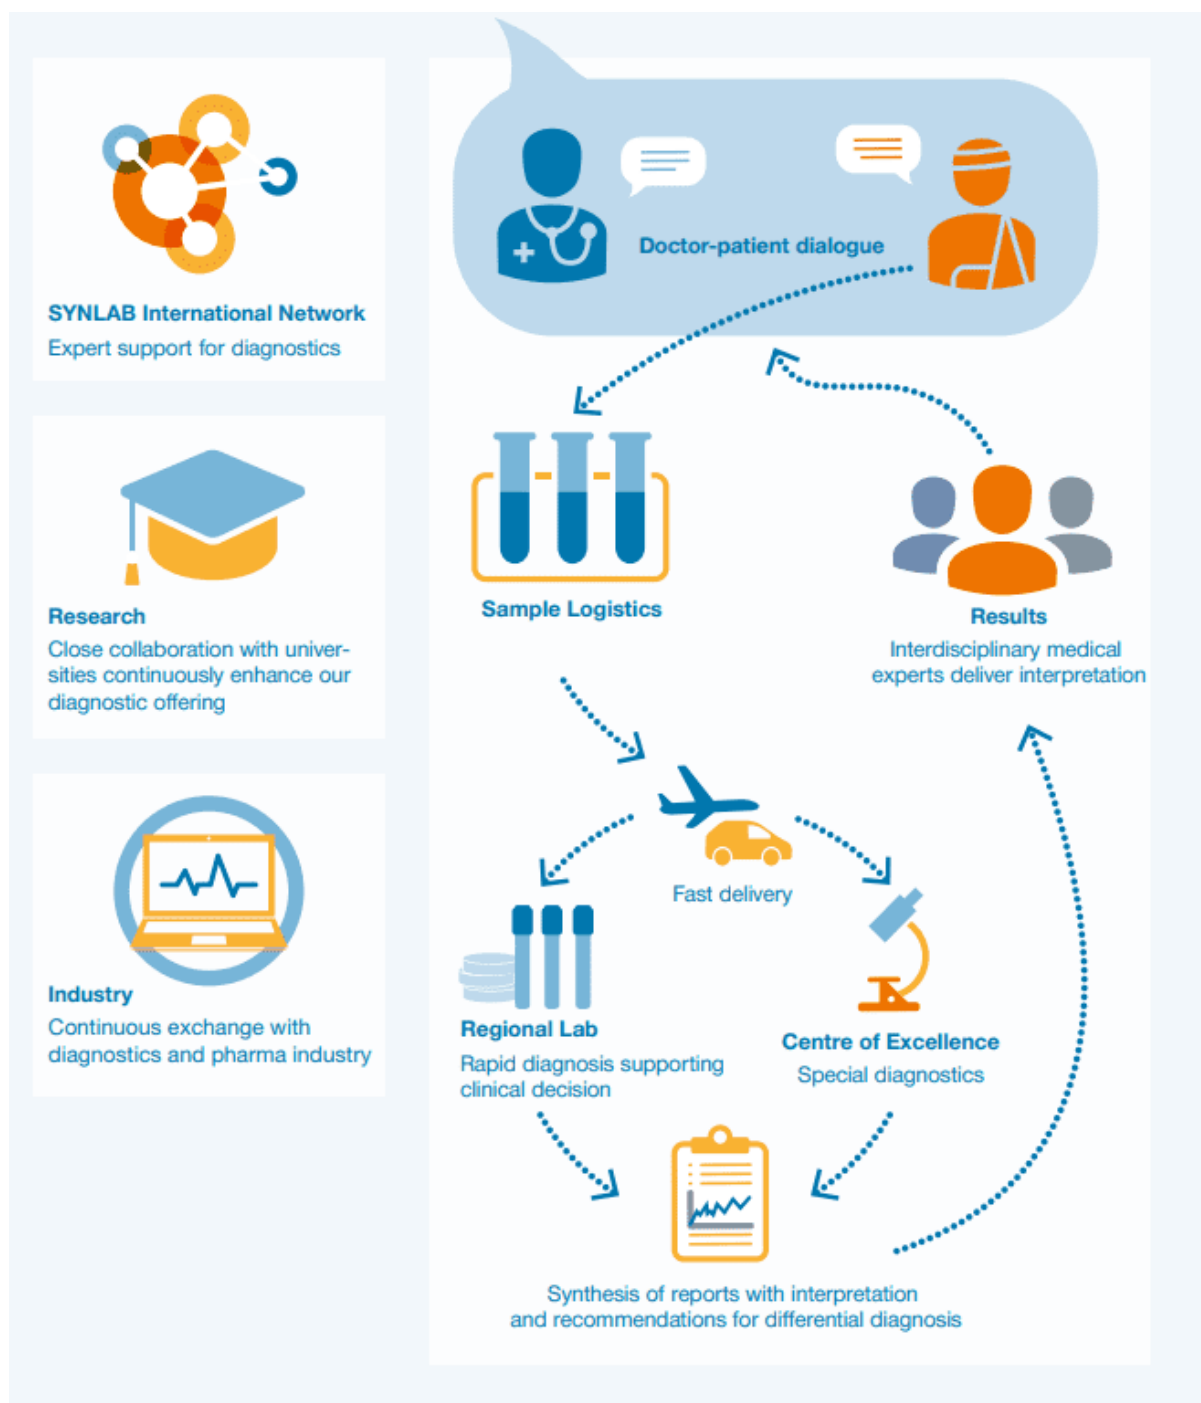 SYNLAB International Network
Expert support for diagnostics
Research
Close collaboration with univer-
sities continuously enhance our
diagnostic offering
Industry
Continuous exchange with
diagnostics and pharma industry
Doctor-patient dialogue
Sample Logistics
Results
Interdisciplinary medical
experts deliver interpretation
Fast delivery
Regional Lab
Rapid diagnosis supporting
clinical decision
Centre of Excellence
Special diagnostics
Synthesis of reports with interpretation
and recommendations for differential diagnosis